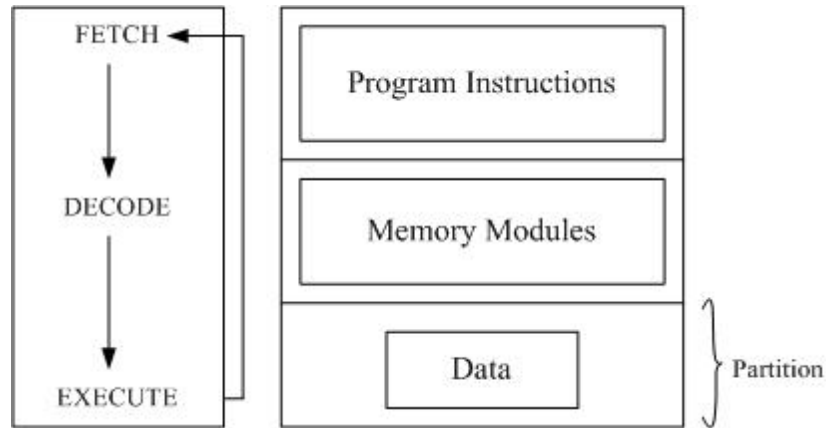 FETCH
DECODE
EXECUTE
Program Instructions
Memory Modules
Data
Partition